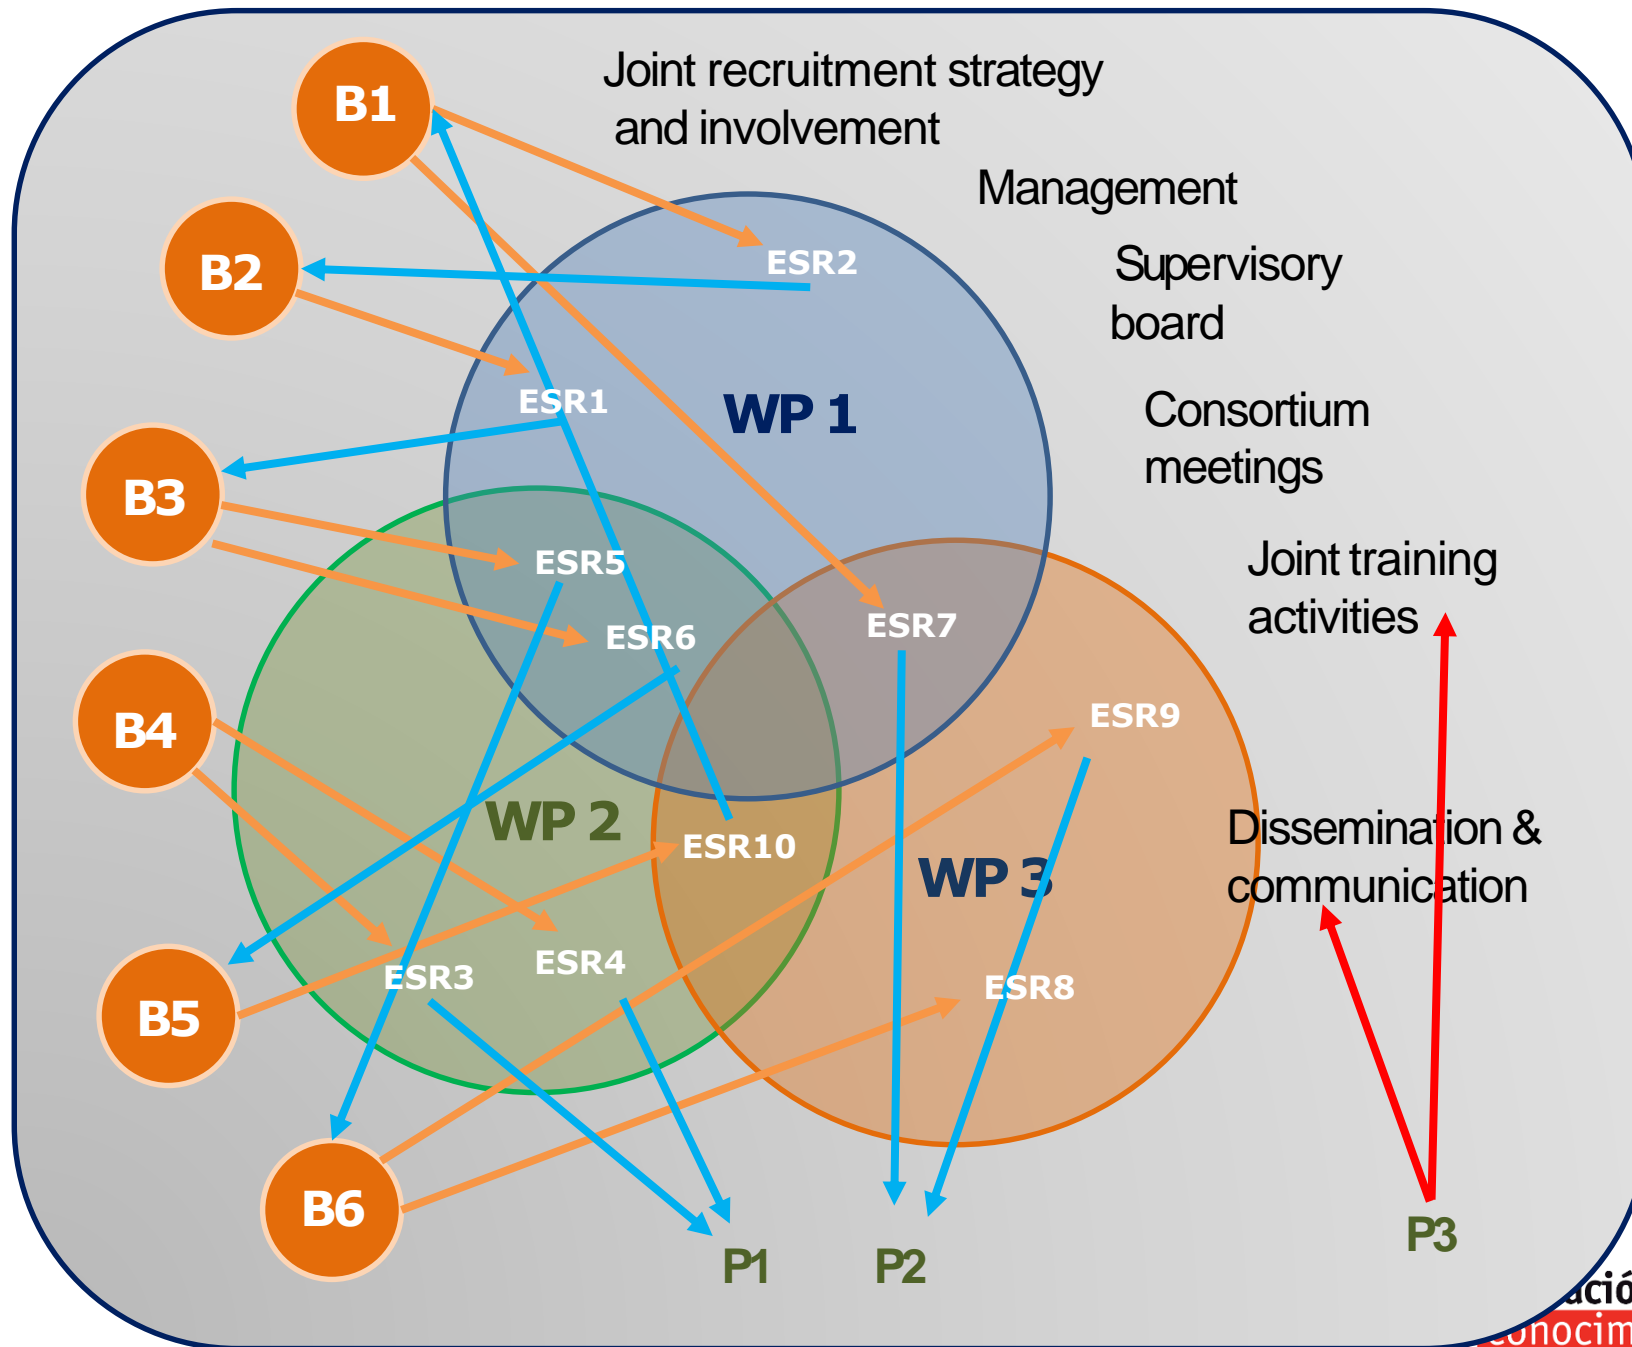 B1
Joint recruitment strategy
and involvement
Management
B2
ESR2
Supervisory
board
ESR1
WP 1
Consortium
meetings
B3
ESR5
Joint training
activities
ESR6
ESR7
B4
ESR9
WP 2
ESR10
WP 3
Dissemination &
communication
ESR3
ESR4
ESR8
B5
B6
P1
P2
P3